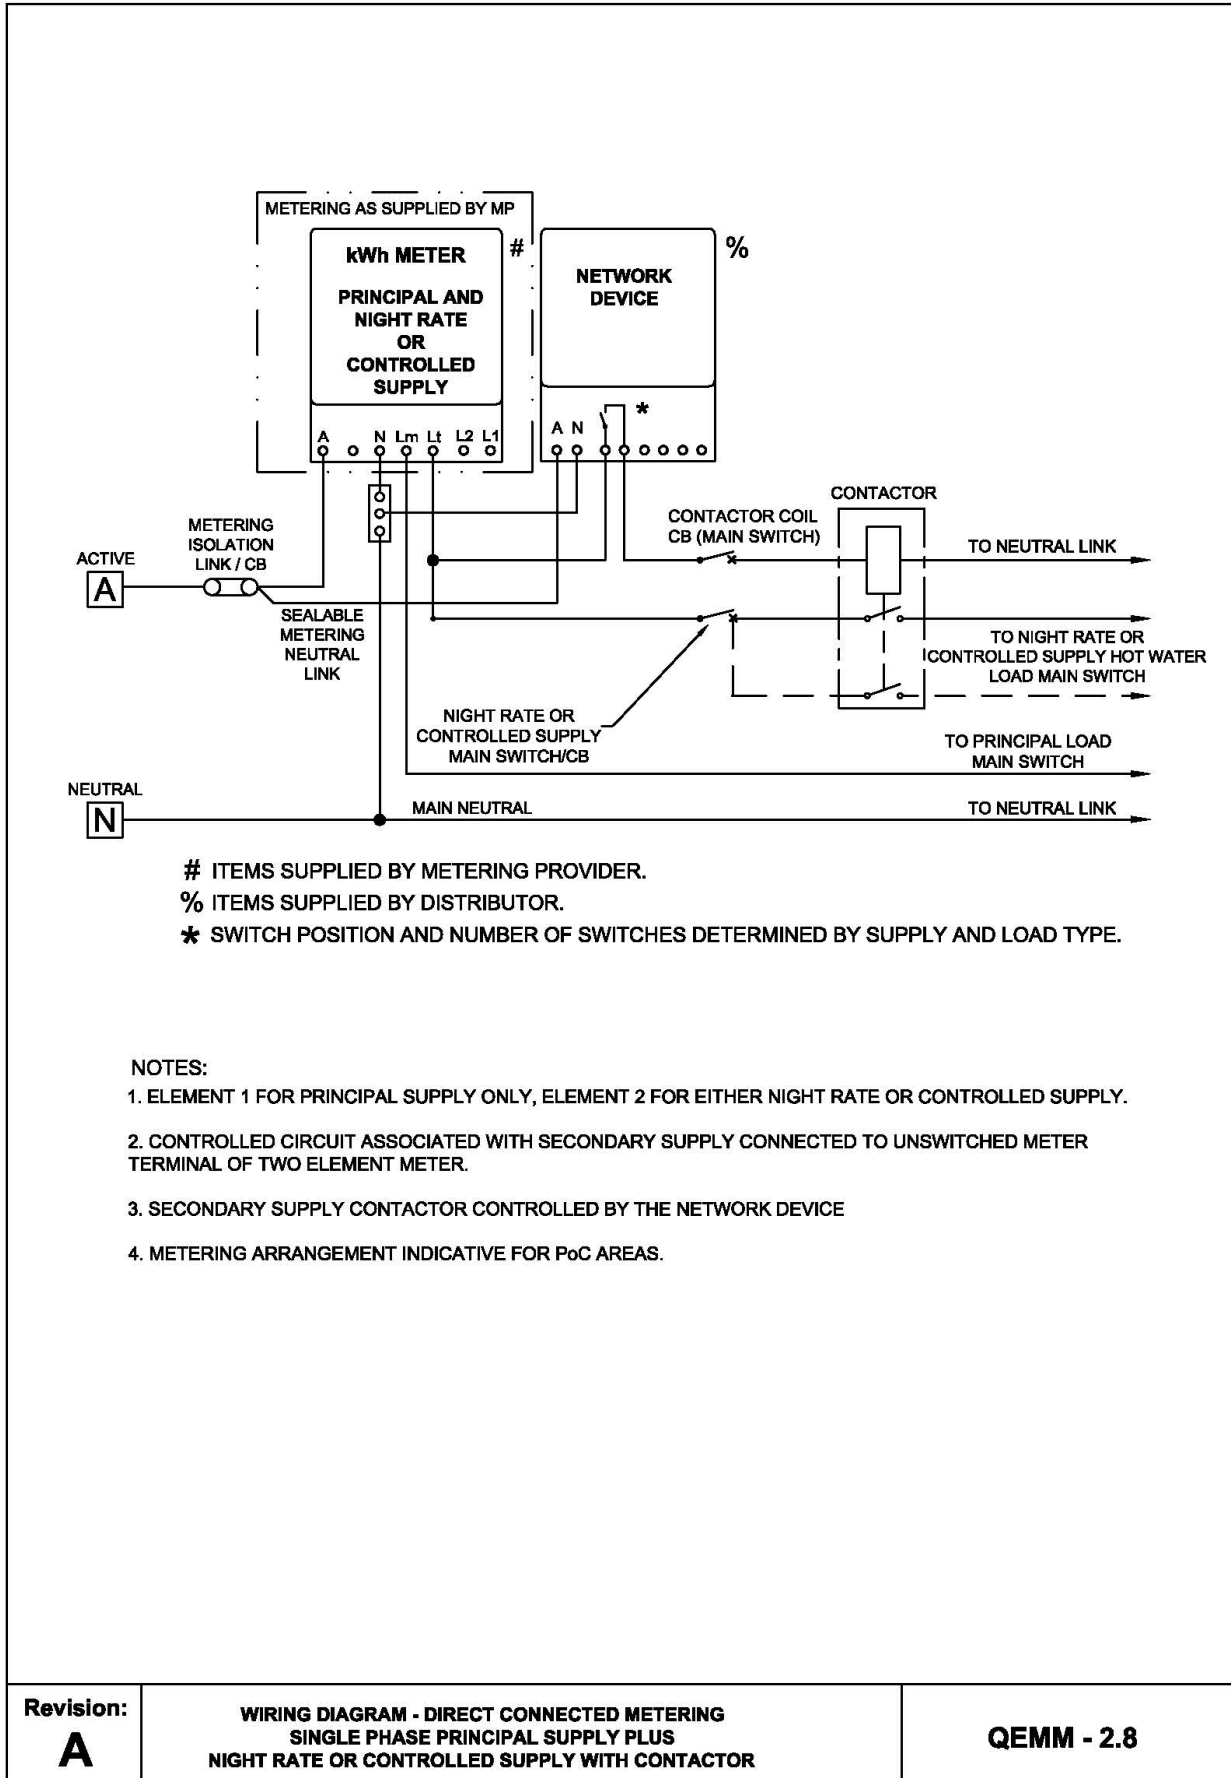 METERING AS SUPPLIED BY MP
kWh METER
#
PRINCIPAL AND
NIGHT RATE
OR
CONTROLLED
SUPPLY
NETWORK
DEVICE
%
*
A N Lm Lt L2 L1
A N
METERING
ISOLATION
LINK / CB
ACTIVE
A
SEALABLE
METERING
NEUTRAL
LINK
CONTACTOR COIL
CB (MAIN SWITCH)
CONTACTOR
TO NEUTRAL LINK
TO NIGHT RATE OR
CONTROLLED SUPPLY HOT WATER
LOAD MAIN SWITCH
NIGHT RATE OR
CONTROLLED SUPPLY
MAIN SWITCH/CB
TO PRINCIPAL LOAD
MAIN SWITCH
NEUTRAL
N
MAIN NEUTRAL
TO NEUTRAL LINK
# ITEMS SUPPLIED BY METERING PROVIDER.
% ITEMS SUPPLIED BY DISTRIBUTOR.
* SWITCH POSITION AND NUMBER OF SWITCHES DETERMINED BY SUPPLY AND LOAD TYPE.
NOTES:
1. ELEMENT 1 FOR PRINCIPAL SUPPLY ONLY, ELEMENT 2 FOR EITHER NIGHT RATE OR CONTROLLED SUPPLY.
2. CONTROLLED CIRCUIT ASSOCIATED WITH SECONDARY SUPPLY CONNECTED TO UNSWITCHED METER
TERMINAL OF TWO ELEMENT METER.
3. SECONDARY SUPPLY CONTACTOR CONTROLLED BY THE NETWORK DEVICE
4. METERING ARRANGEMENT INDICATIVE FOR PoC AREAS.
Revision:
A
WIRING DIAGRAM - DIRECT CONNECTED METERING
SINGLE PHASE PRINCIPAL SUPPLY PLUS
NIGHT RATE OR CONTROLLED SUPPLY WITH CONTACTOR
QEMM - 2.8